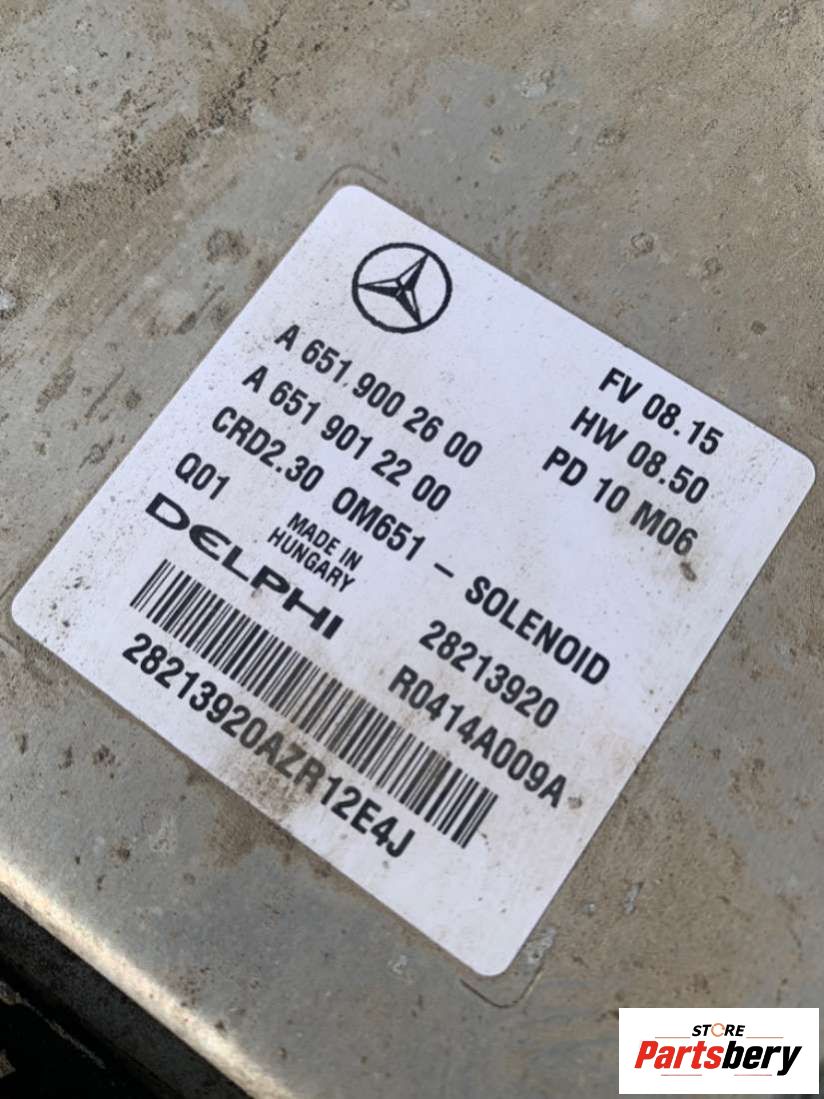 A 651 900 26 00 FV 08.15
A 651 901 22 00 HW 08.50
CRD2.30 OM651 – SOLENOID PD 10 M06
Q01 MADE IN HUNGARY 28213920
DELPHI R0414A009A
28213920AZR12E4J
STORE
Partsbery